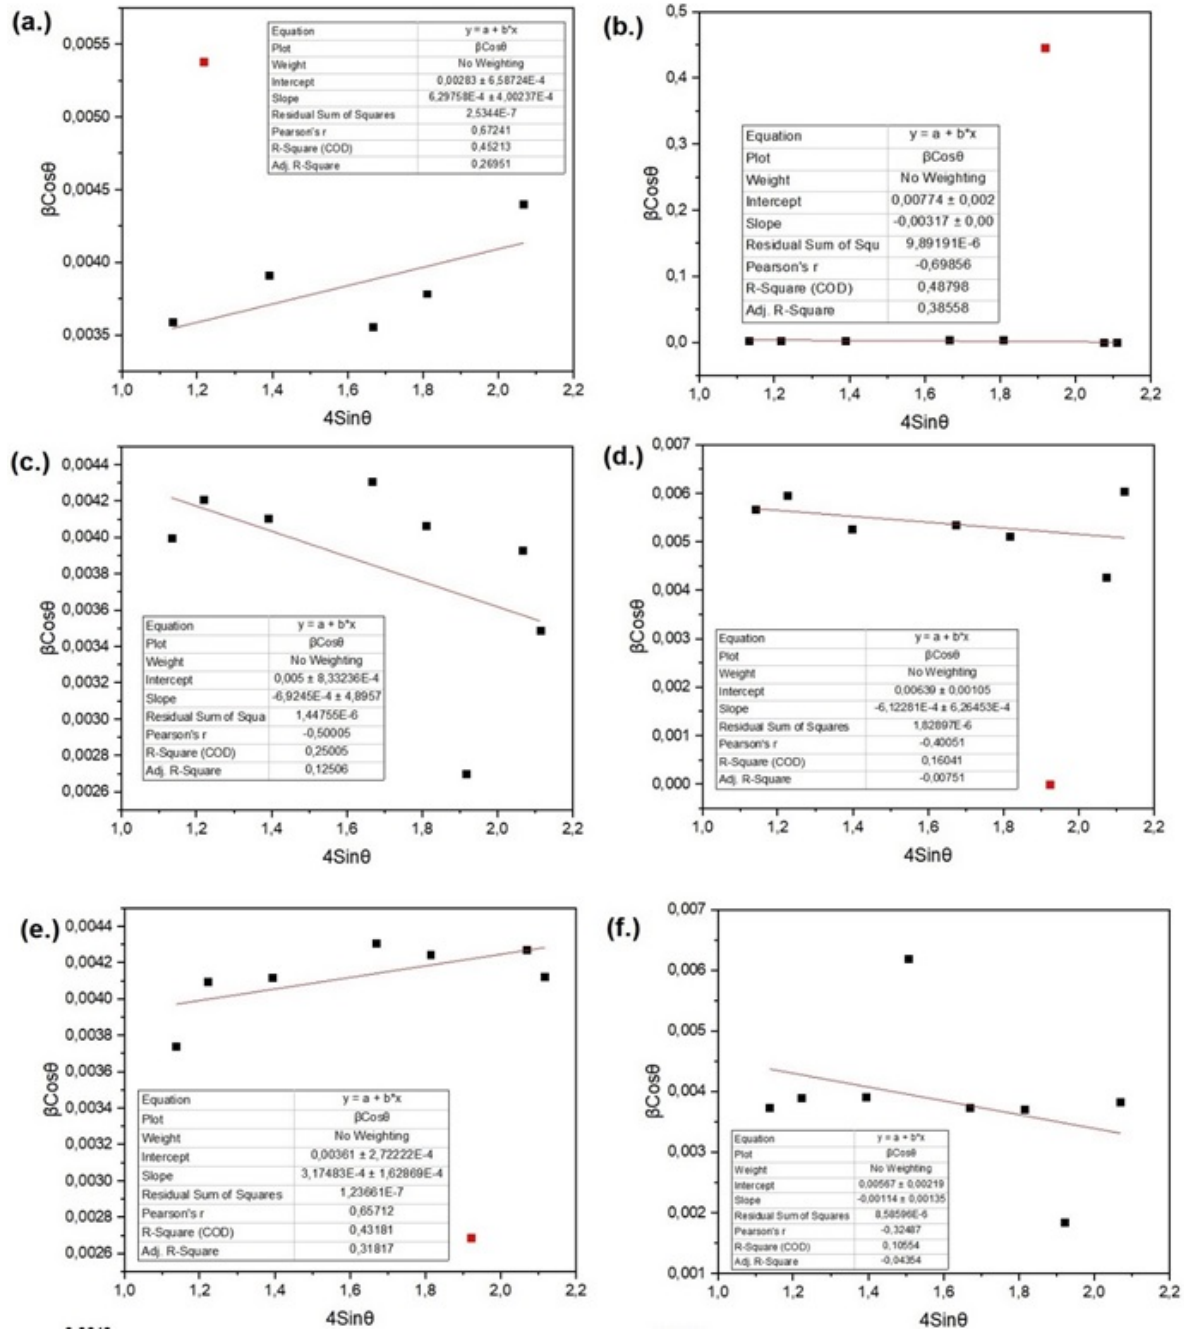 (a.)
0,0055
0,0050
0,0045
0,0040
0,0035
βCosθ
Equation y = a + b*x
Plot βCosθ
Weight No Weighting
Intercept 0,00283 ± 6,58724E-4
Slope 6,29758E-4 ± 4,00237E-4
Residual Sum of Squares 2,5344E-7
Pearson's r 0,67241
R-Square (COD) 0,45213
Adj. R-Square 0,26951
1,0 1,2 1,4 1,6 1,8 2,0 2,2
4Sinθ
(b.)
0,5
0,4
0,3
0,2
0,1
0,0
βCosθ
Equation y = a + b*x
Plot βCosθ
Weight No Weighting
Intercept 0,00774 ± 0,002
Slope -0,00317 ± 0,00
Residual Sum of Squ 9,89191E-6
Pearson's r -0,69856
R-Square (COD) 0,48798
Adj. R-Square 0,38558
1,0 1,2 1,4 1,6 1,8 2,0 2,2
4Sinθ
(c.)
0,0044
0,0042
0,0040
0,0038
0,0036
0,0034
0,0032
0,0030
0,0028
0,0026
βCosθ
Equation y = a + b*x
Plot βCosθ
Weight No Weighting
Intercept 0,005 ± 8,33236E-4
Slope -6,9245E-4 ± 4,8957
Residual Sum of Squa 1,44755E-6
Pearson's r -0,50005
R-Square (COD) 0,25005
Adj. R-Square 0,12506
1,0 1,2 1,4 1,6 1,8 2,0 2,2
4Sinθ
(d.)
0,007
0,006
0,005
0,004
0,003
0,002
0,001
0,000
βCosθ
Equation y = a + b*x
Plot βCosθ
Weight No Weighting
Intercept 0,00639 ± 0,00105
Slope -6,12281E-4 ± 6,26453E-4
Residual Sum of Squares 1,82897E-6
Pearson's r -0,40051
R-Square (COD) 0,16041
Adj. R-Square -0,00751
1,0 1,2 1,4 1,6 1,8 2,0 2,2
4Sinθ
(e.)
0,0044
0,0042
0,0040
0,0038
0,0036
0,0034
0,0032
0,0030
0,0028
0,0026
βCosθ
Equation y = a + b*x
Plot βCosθ
Weight No Weighting
Intercept 0,00361 ± 2,72222E-4
Slope 3,17483E-4 ± 1,62869E-4
Residual Sum of Squares 1,23661E-7
Pearson's r 0,65712
R-Square (COD) 0,43181
Adj. R-Square 0,31817
1,0 1,2 1,4 1,6 1,8 2,0 2,2
4Sinθ
(f.)
0,007
0,006
0,005
0,004
0,003
0,002
0,001
βCosθ
Equation y = a + b*x
Plot βCosθ
Weight No Weighting
Intercept 0,00567 ± 0,00219
Slope -0,00114 ± 0,00135
Residual Sum of Squares 8,58596E-6
Pearson's r -0,32487
R-Square (COD) 0,10554
Adj. R-Square -0,04354
1,0 1,2 1,4 1,6 1,8 2,0 2,2
4Sinθ